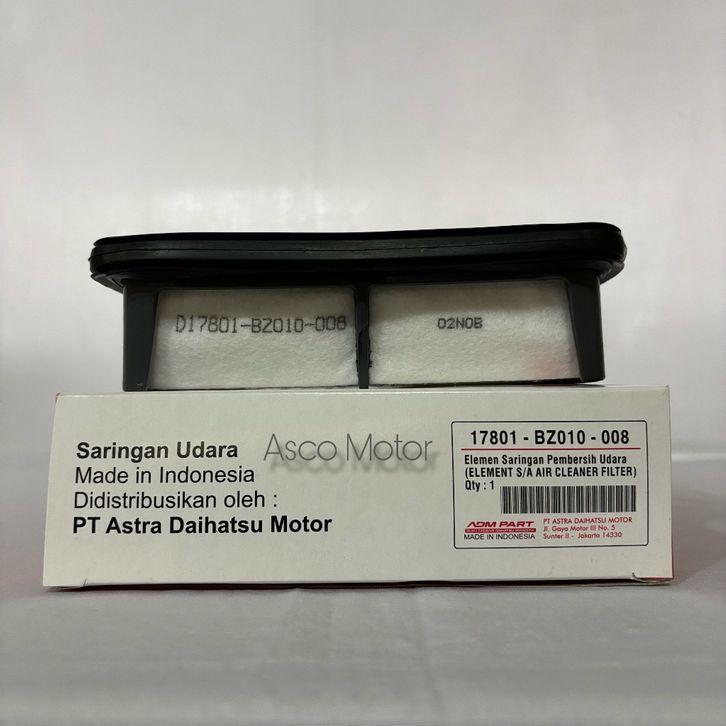 D17801-BZ010-008
02N0B
Saringan Udara
Made in Indonesia
Didistribusikan oleh :
PT Astra Daihatsu Motor
Asco Motor
17801 - BZ010 - 008
Elemen Saringan Pembersih Udara
(ELEMENT S/A AIR CLEANER FILTER)
Qty : 1
ADM PART
MADE IN INDONESIA
PT ASTRA DAIHATSU MOTOR
Jl. Gaya Motor III No. 5
Sunter II - Jakarta 14330